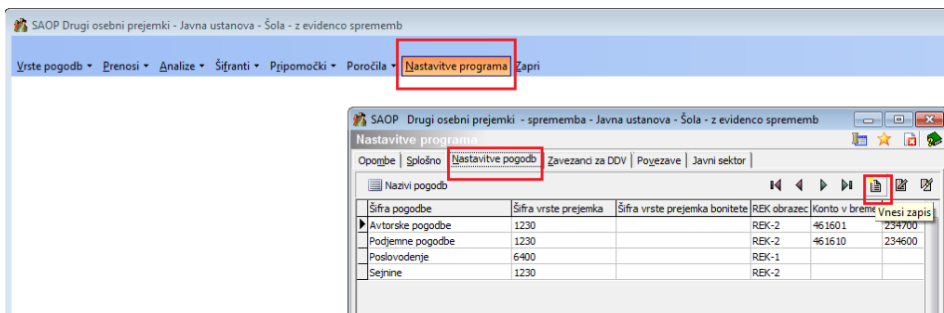 SAOP Drugi osebni prejemki - Javna ustanova - Šola - z evidenco sprememb
Vrste pogodb Prenosi Analize Šifranti Pripomočki Poročila Nastavitve programa Zapri
SAOP Drugi osebni prejemki - sprememba - Javna ustanova - Šola - z evidenco sprememb
Nastavitve programa
Opombe Splošno Nastavitve pogodb Zavezanci za DDV Povezave Javni sektor
Nazivi pogodb
Vnesi zapis
Šifra pogodbe Šifra vrste prejemka Šifra vrste prejemka bonitete REK obrazec Konto v breme
Avtorske pogodbe 1230 REK-2 461601 234700
Podjemne pogodbe 1230 REK-2 461610 234600
Poslovodenje 6400 REK-1
Sejnine 1230 REK-2